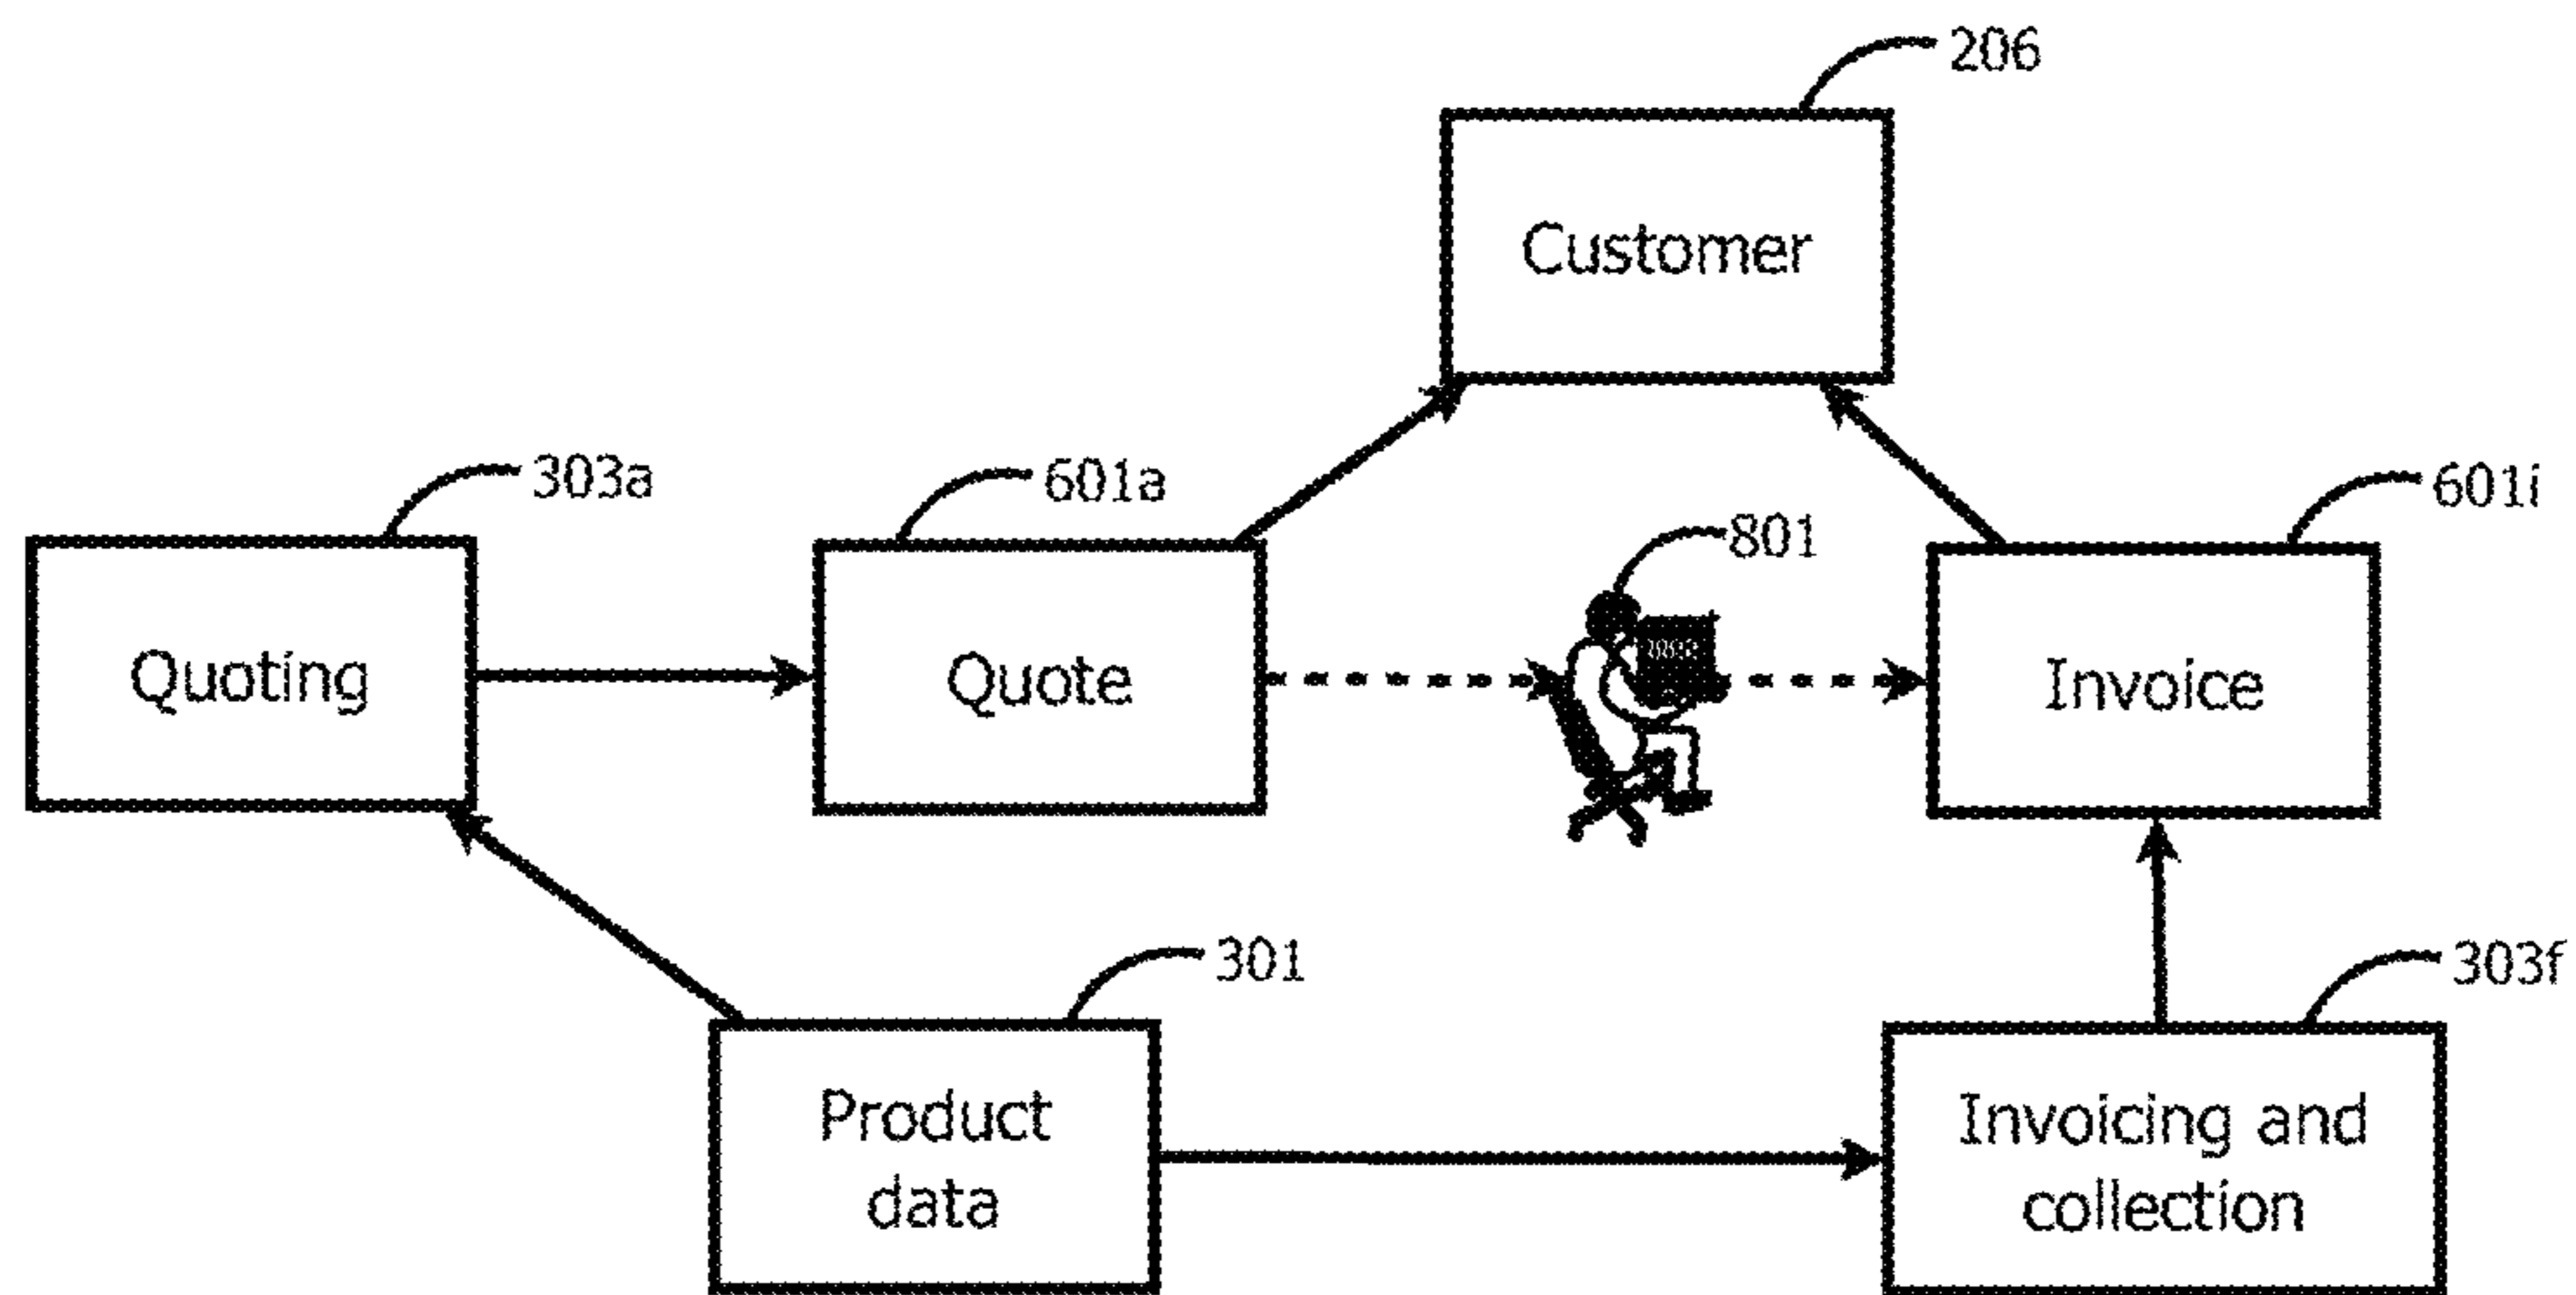 206
Customer
303a
601a
801
601i
Quoting
Quote
Invoice
301
303f
Product
data
Invoicing and
collection